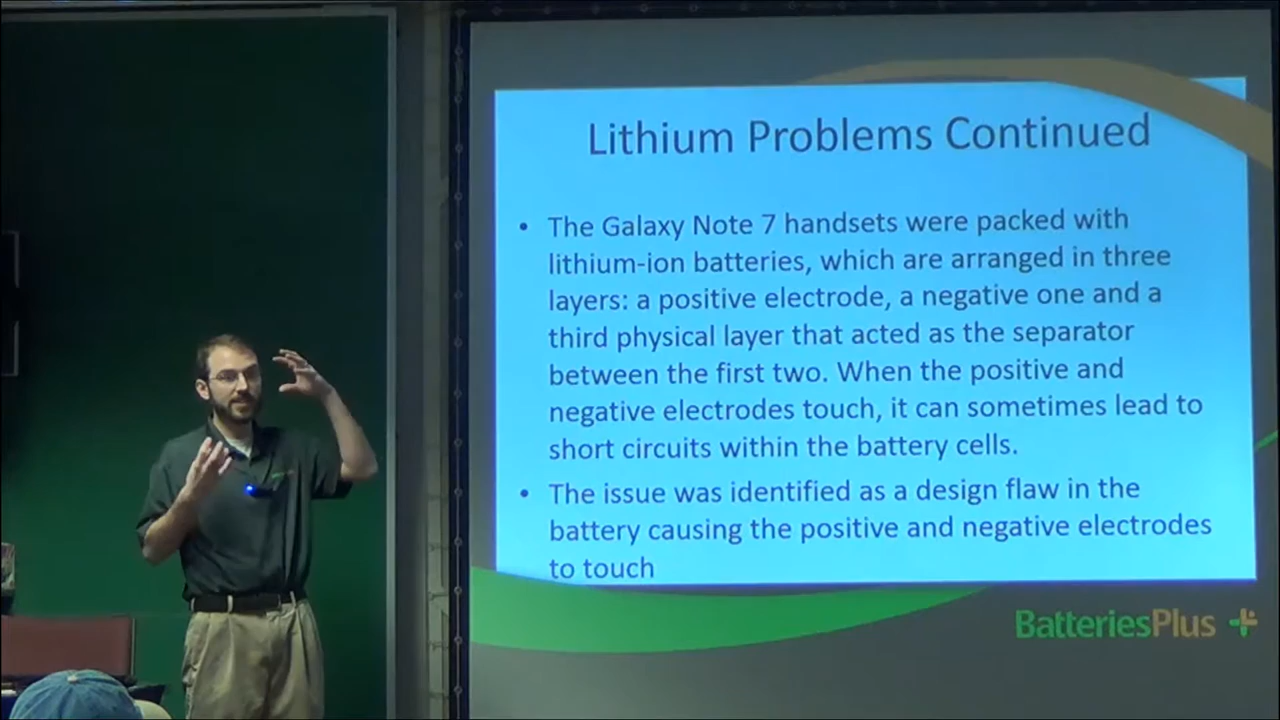 Lithium Problems Continued
• The Galaxy Note 7 handsets were packed with
lithium-ion batteries, which are arranged in three
layers: a positive electrode, a negative one and a
third physical layer that acted as the separator
between the first two. When the positive and
negative electrodes touch, it can sometimes lead to
short circuits within the battery cells.
• The issue was identified as a design flaw in the
battery causing the positive and negative electrodes
to touch
BatteriesPlus